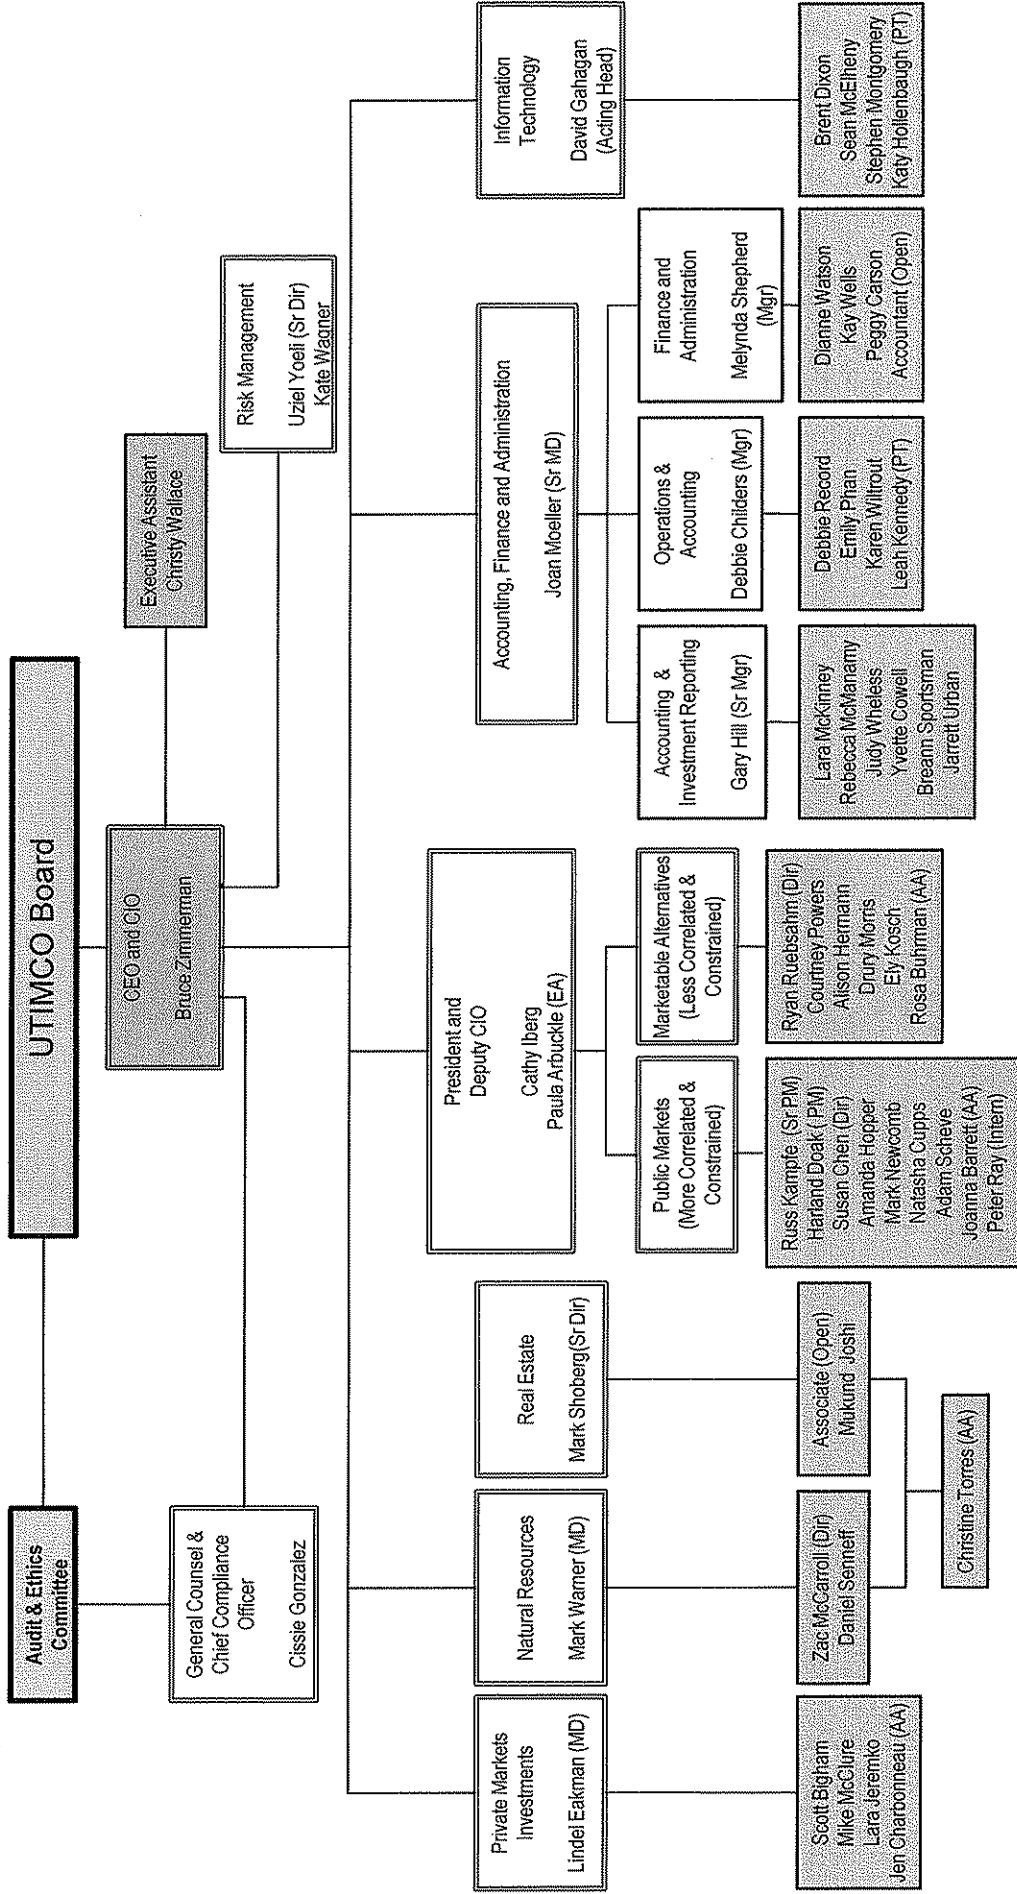 UTIMCO Board
Audit & Ethics
Committee
CEO and CIO
Bruce Zimmerman
Executive Assistant
Christy Wallace
General Counsel &
Chief Compliance
Officer
Cissie Gonzalez
Risk Management
Uziel Yoeli (Sr Dir)
Kate Wagner
Private Markets
Investments
Lindel Eakman (MD)
Natural Resources
Mark Warner (MD)
Real Estate
Mark Shoberg(Sr Dir)
President and
Deputy CIO
Cathy Iberg
Paula Arbuckle (EA)
Accounting, Finance and Administration
Joan Moeller (Sr MD)
Information
Technology
David Gahagan
(Acting Head)
Public Markets
(More Correlated &
Constrained)
Marketable Alternatives
(Less Correlated &
Constrained)
Accounting &
Investment Reporting
Gary Hill (Sr Mgr)
Operations &
Accounting
Debbie Childers (Mgr)
Finance and
Administration
Melynda Shepherd
(Mgr)
Scott Bigham
Mike McClure
Lara Jeremko
Jen Charbonneau (AA)
Zac McCarroll (Dir)
Daniel Senneff
Associate (Open)
Mukund Joshi
Christine Torres (AA)
Russ Kampfe (Sr PM)
Harland Doak ( PM)
Susan Chen (Dir)
Amanda Hopper
Mark Newcomb
Natasha Cupps
Adam Scheve
Joanna Barrett (AA)
Peter Ray (Intern)
Ryan Ruebsahm (Dir)
Courtney Powers
Alison Hermann
Drury Morris
Ely Kosch
Rosa Buhrman (AA)
Lara McKinney
Rebecca McManamy
Judy Wheless
Yvette Cowell
Breann Sportsman
Jarrett Urban
Debbie Record
Emily Phan
Karen Wiltrout
Leah Kennedy (PT)
Dianne Watson
Kay Wells
Peggy Carson
Accountant (Open)
Brent Dixon
Sean McElheny
Stephen Montgomery
Katy Hollenbaugh (PT)